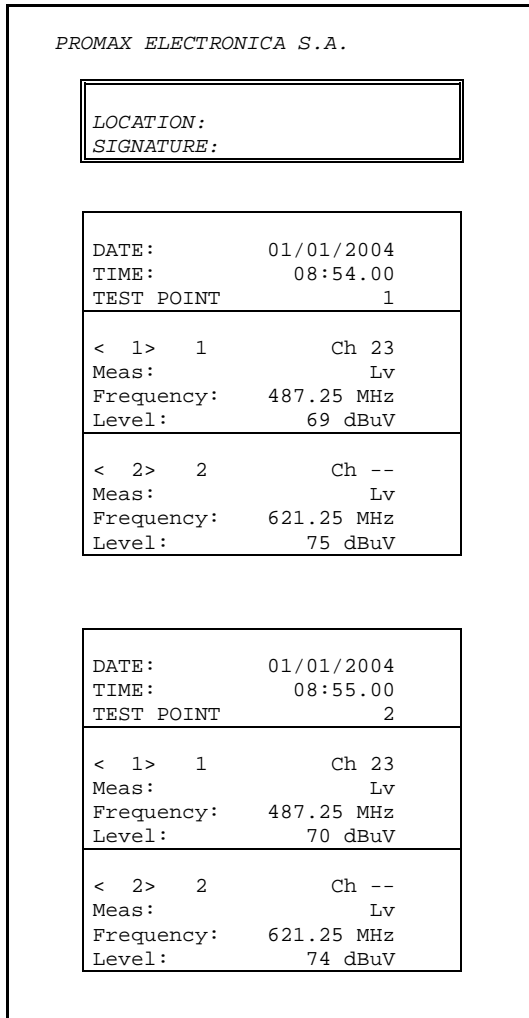 PROMAX ELECTRONICA S.A.
LOCATION:
SIGNATURE:
DATE: 01/01/2004
TIME: 08:54.00
TEST POINT 1
< 1> 1 Ch 23
Meas: Lv
Frequency: 487.25 MHz
Level: 69 dBuV
< 2> 2 Ch --
Meas: Lv
Frequency: 621.25 MHz
Level: 75 dBuV
DATE: 01/01/2004
TIME: 08:55.00
TEST POINT 2
< 1> 1 Ch 23
Meas: Lv
Frequency: 487.25 MHz
Level: 70 dBuV
< 2> 2 Ch --
Meas: Lv
Frequency: 621.25 MHz
Level: 74 dBuV